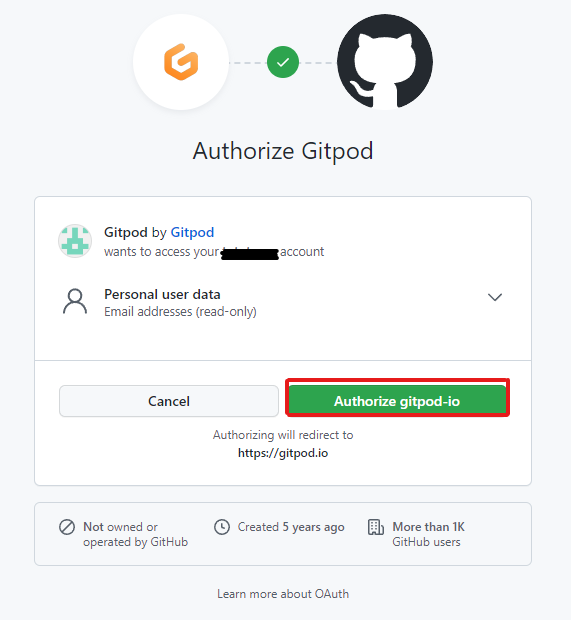 Authorize Gitpod
Gitpod by Gitpod
wants to access your account
Personal user data
Email addresses (read-only)
Cancel
Authorize gitpod-io
Authorizing will redirect to
https://gitpod.io
Not owned or
operated by GitHub
Created 5 years ago
More than 1K
GitHub users
Learn more about OAuth